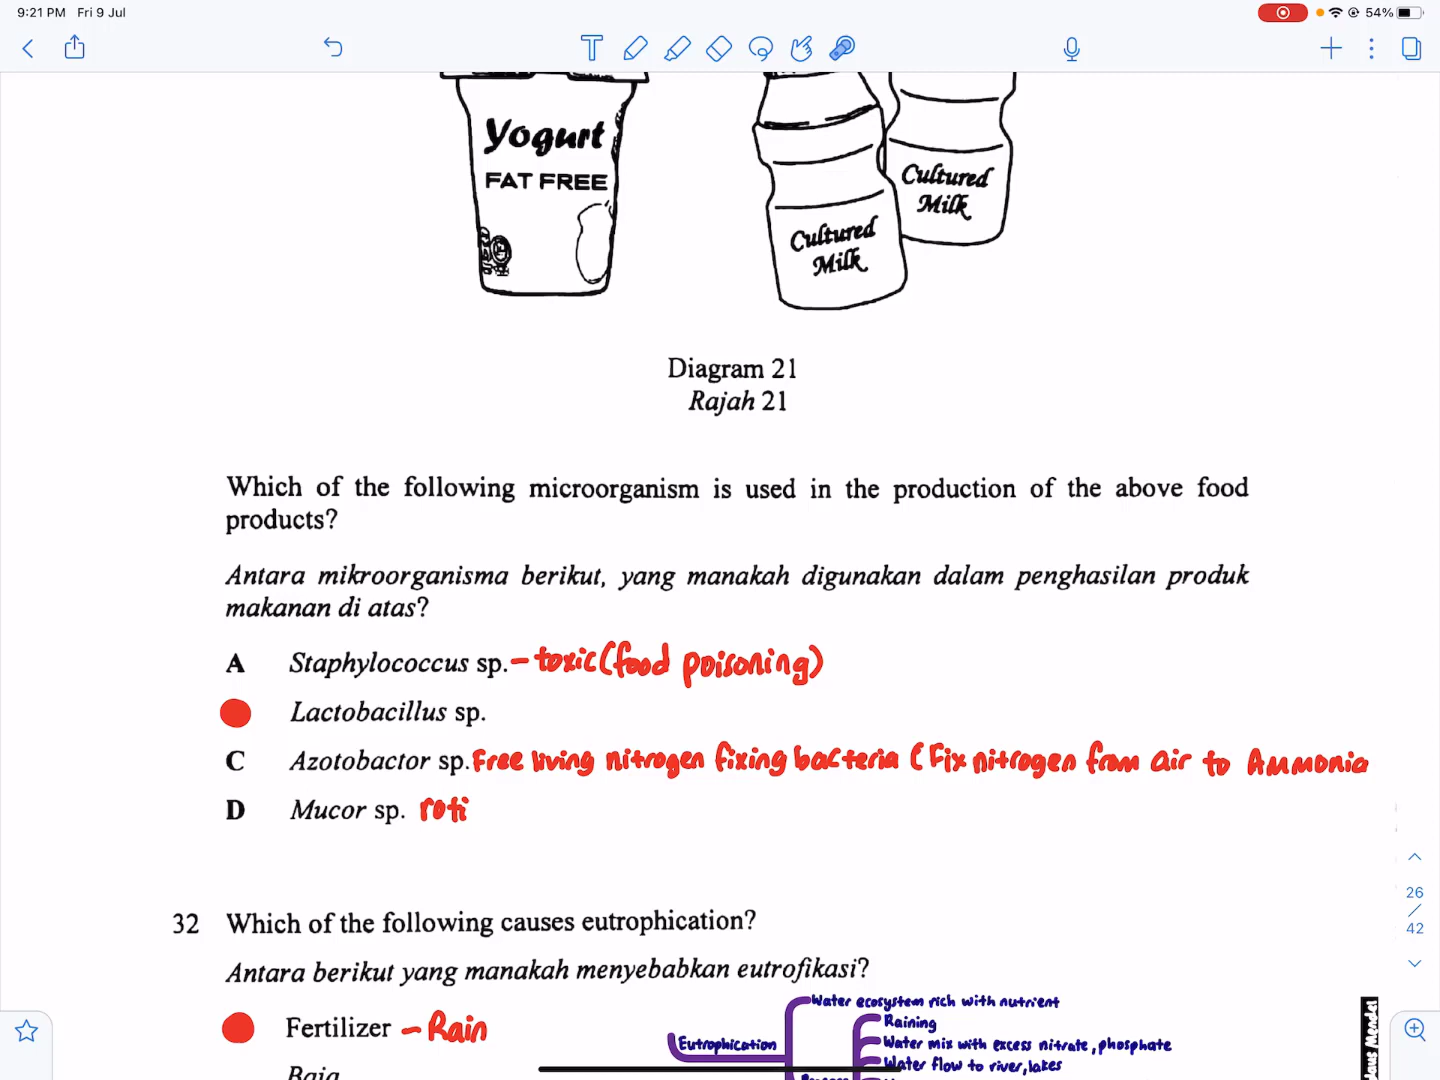 9:21 PM Fri 9 Jul
54%
Yogurt
FAT FREE
Cultured
Milk
Cultured
Milk
Diagram 21
Rajah 21
Which of the following microorganism is used in the production of the above food
products?
Antara mikroorganisma berikut, yang manakah digunakan dalam penghasilan produk
makanan di atas?
A Staphylococcus sp. - toxic (food poisoning)
Lactobacillus sp.
C Azotobactor sp. Free living nitrogen fixing bacteria (Fix nitrogen from air to Ammonia
D Mucor sp. roti
26
/
42
32 Which of the following causes eutrophication?
Antara berikut yang manakah menyebabkan eutrofikasi?
Fertilizer - Rain
Baja
Water ecosystem rich with nutrient
Eutrophication
Raining
Water mix with excess nitrate, phosphate
Water flow to river, lakes